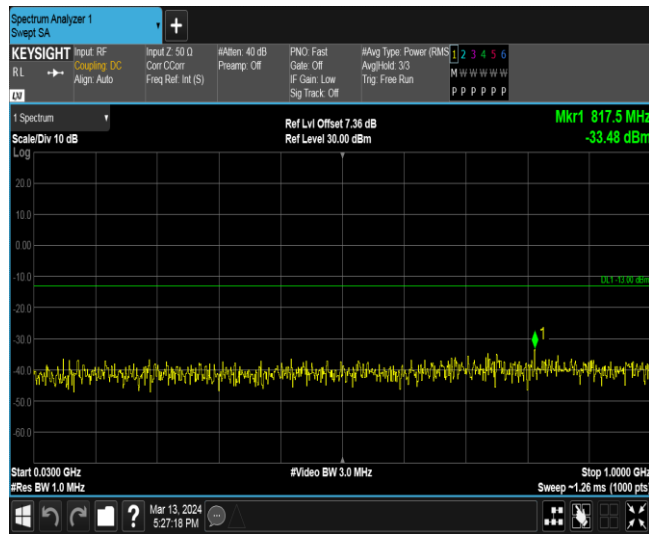 Spectrum Analyzer 1
Swept SA
+
KEYSIGHT
RL
LXI
Input: RF
Coupling: DC
Align: Auto
Input Z: 50 Ω
Corr CCorr
Freq Ref: Int (S)
#Atten: 40 dB
Preamp: Off
PNO: Fast
Gate: Off
IF Gain: Low
Sig Track: Off
#Avg Type: Power (RMS
Avg|Hold: 3/3
Trig: Free Run
1 2 3 4 5 6
M W W W W W
P P P P P P
1 Spectrum
Scale/Div 10 dB
Log
Ref Lvl Offset 7.36 dB
Ref Level 30.00 dBm
Mkr1 817.5 MHz
-33.48 dBm
20.0
10.0
0.00
-10.0
DL1 -13.00 dBm
-20.0
-30.0
1
-40.0
-50.0
-60.0
Start 0.0300 GHz
#Res BW 1.0 MHz
#Video BW 3.0 MHz
Stop 1.0000 GHz
Sweep ~1.26 ms (1000 pts)
?
Mar 13, 2024
5:27:18 PM